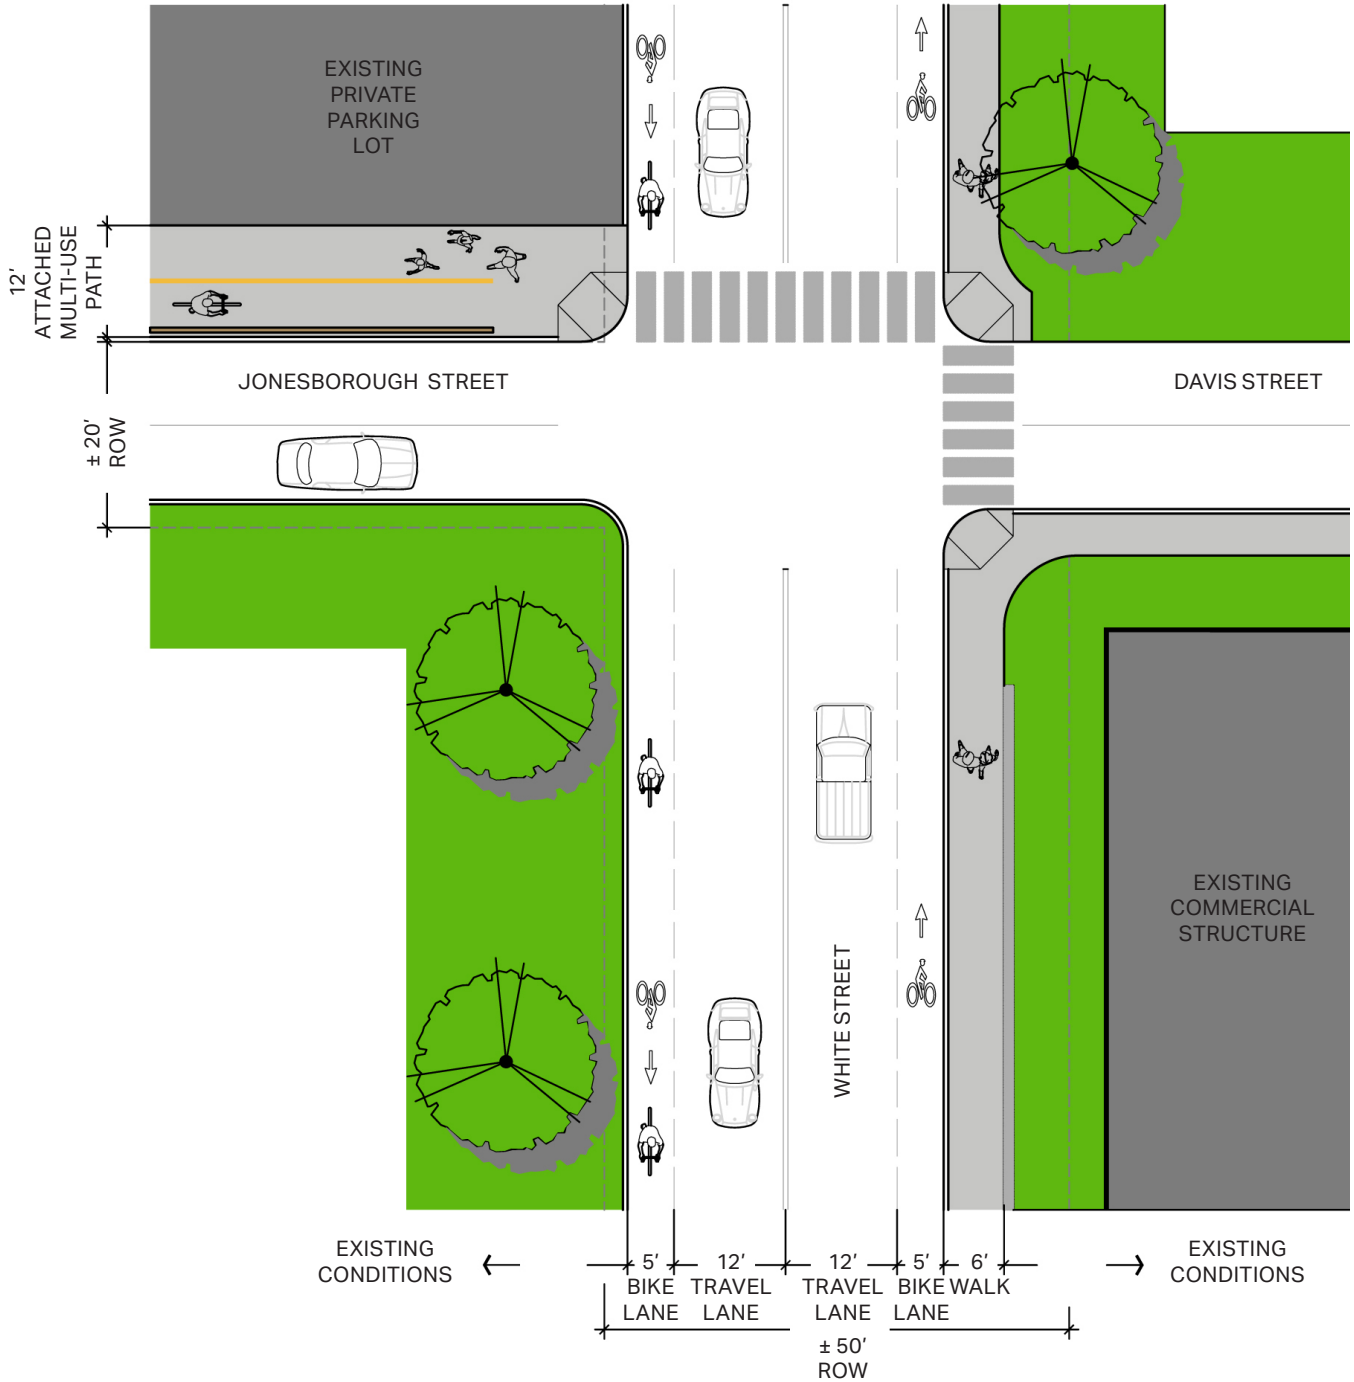 EXISTING
PRIVATE
PARKING
LOT
12’
ATTACHED
MULTI-USE
PATH
JONESBOROUGH STREET
DAVIS STREET
± 20’
ROW
EXISTING
COMMERCIAL
STRUCTURE
WHITE STREET
EXISTING
CONDITIONS
5’
BIKE
LANE
12’
TRAVEL
LANE
12’
TRAVEL
LANE
5’
BIKE
LANE
6’
WALK
EXISTING
CONDITIONS
± 50’
ROW